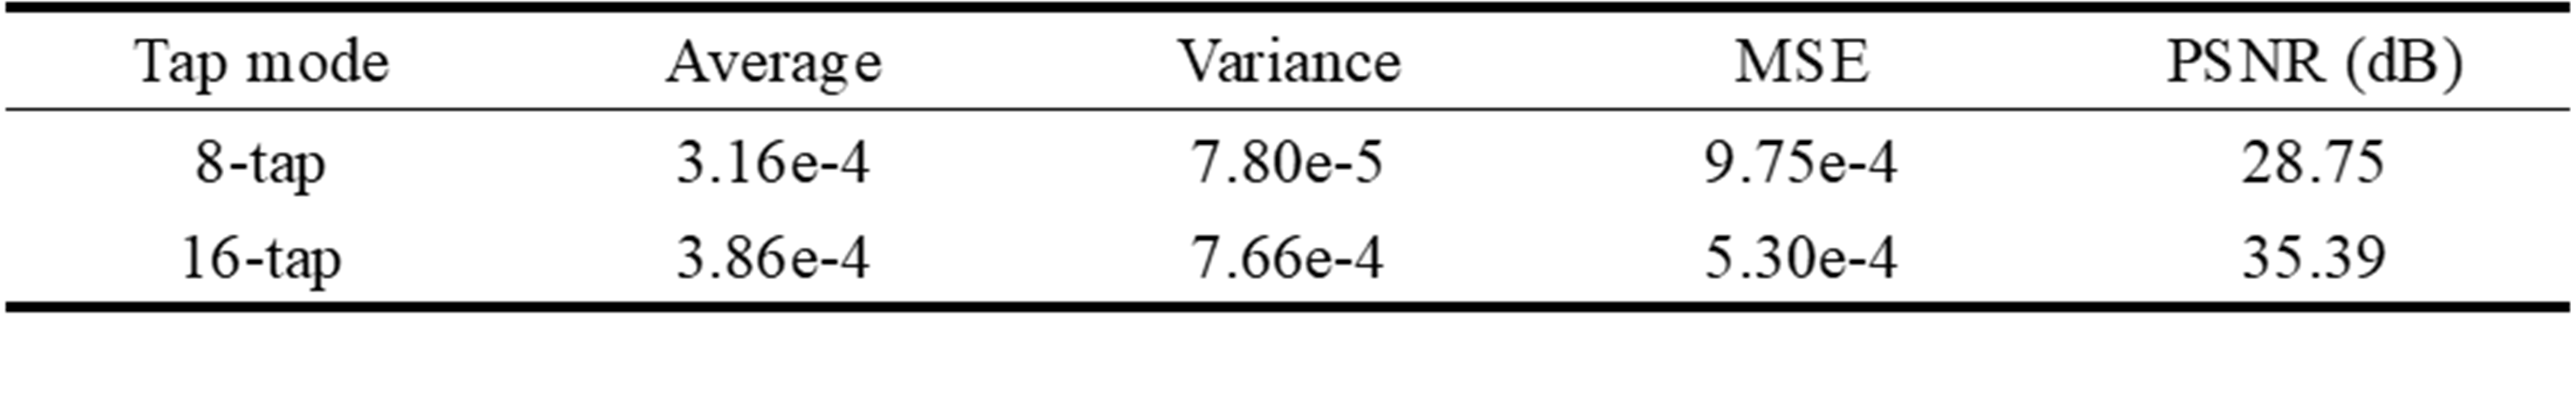 Tap mode Average Variance MSE PSNR (dB)
8-tap 3.16e-4 7.80e-5 9.75e-4 28.75
16-tap 3.86e-4 7.66e-4 5.30e-4 35.39